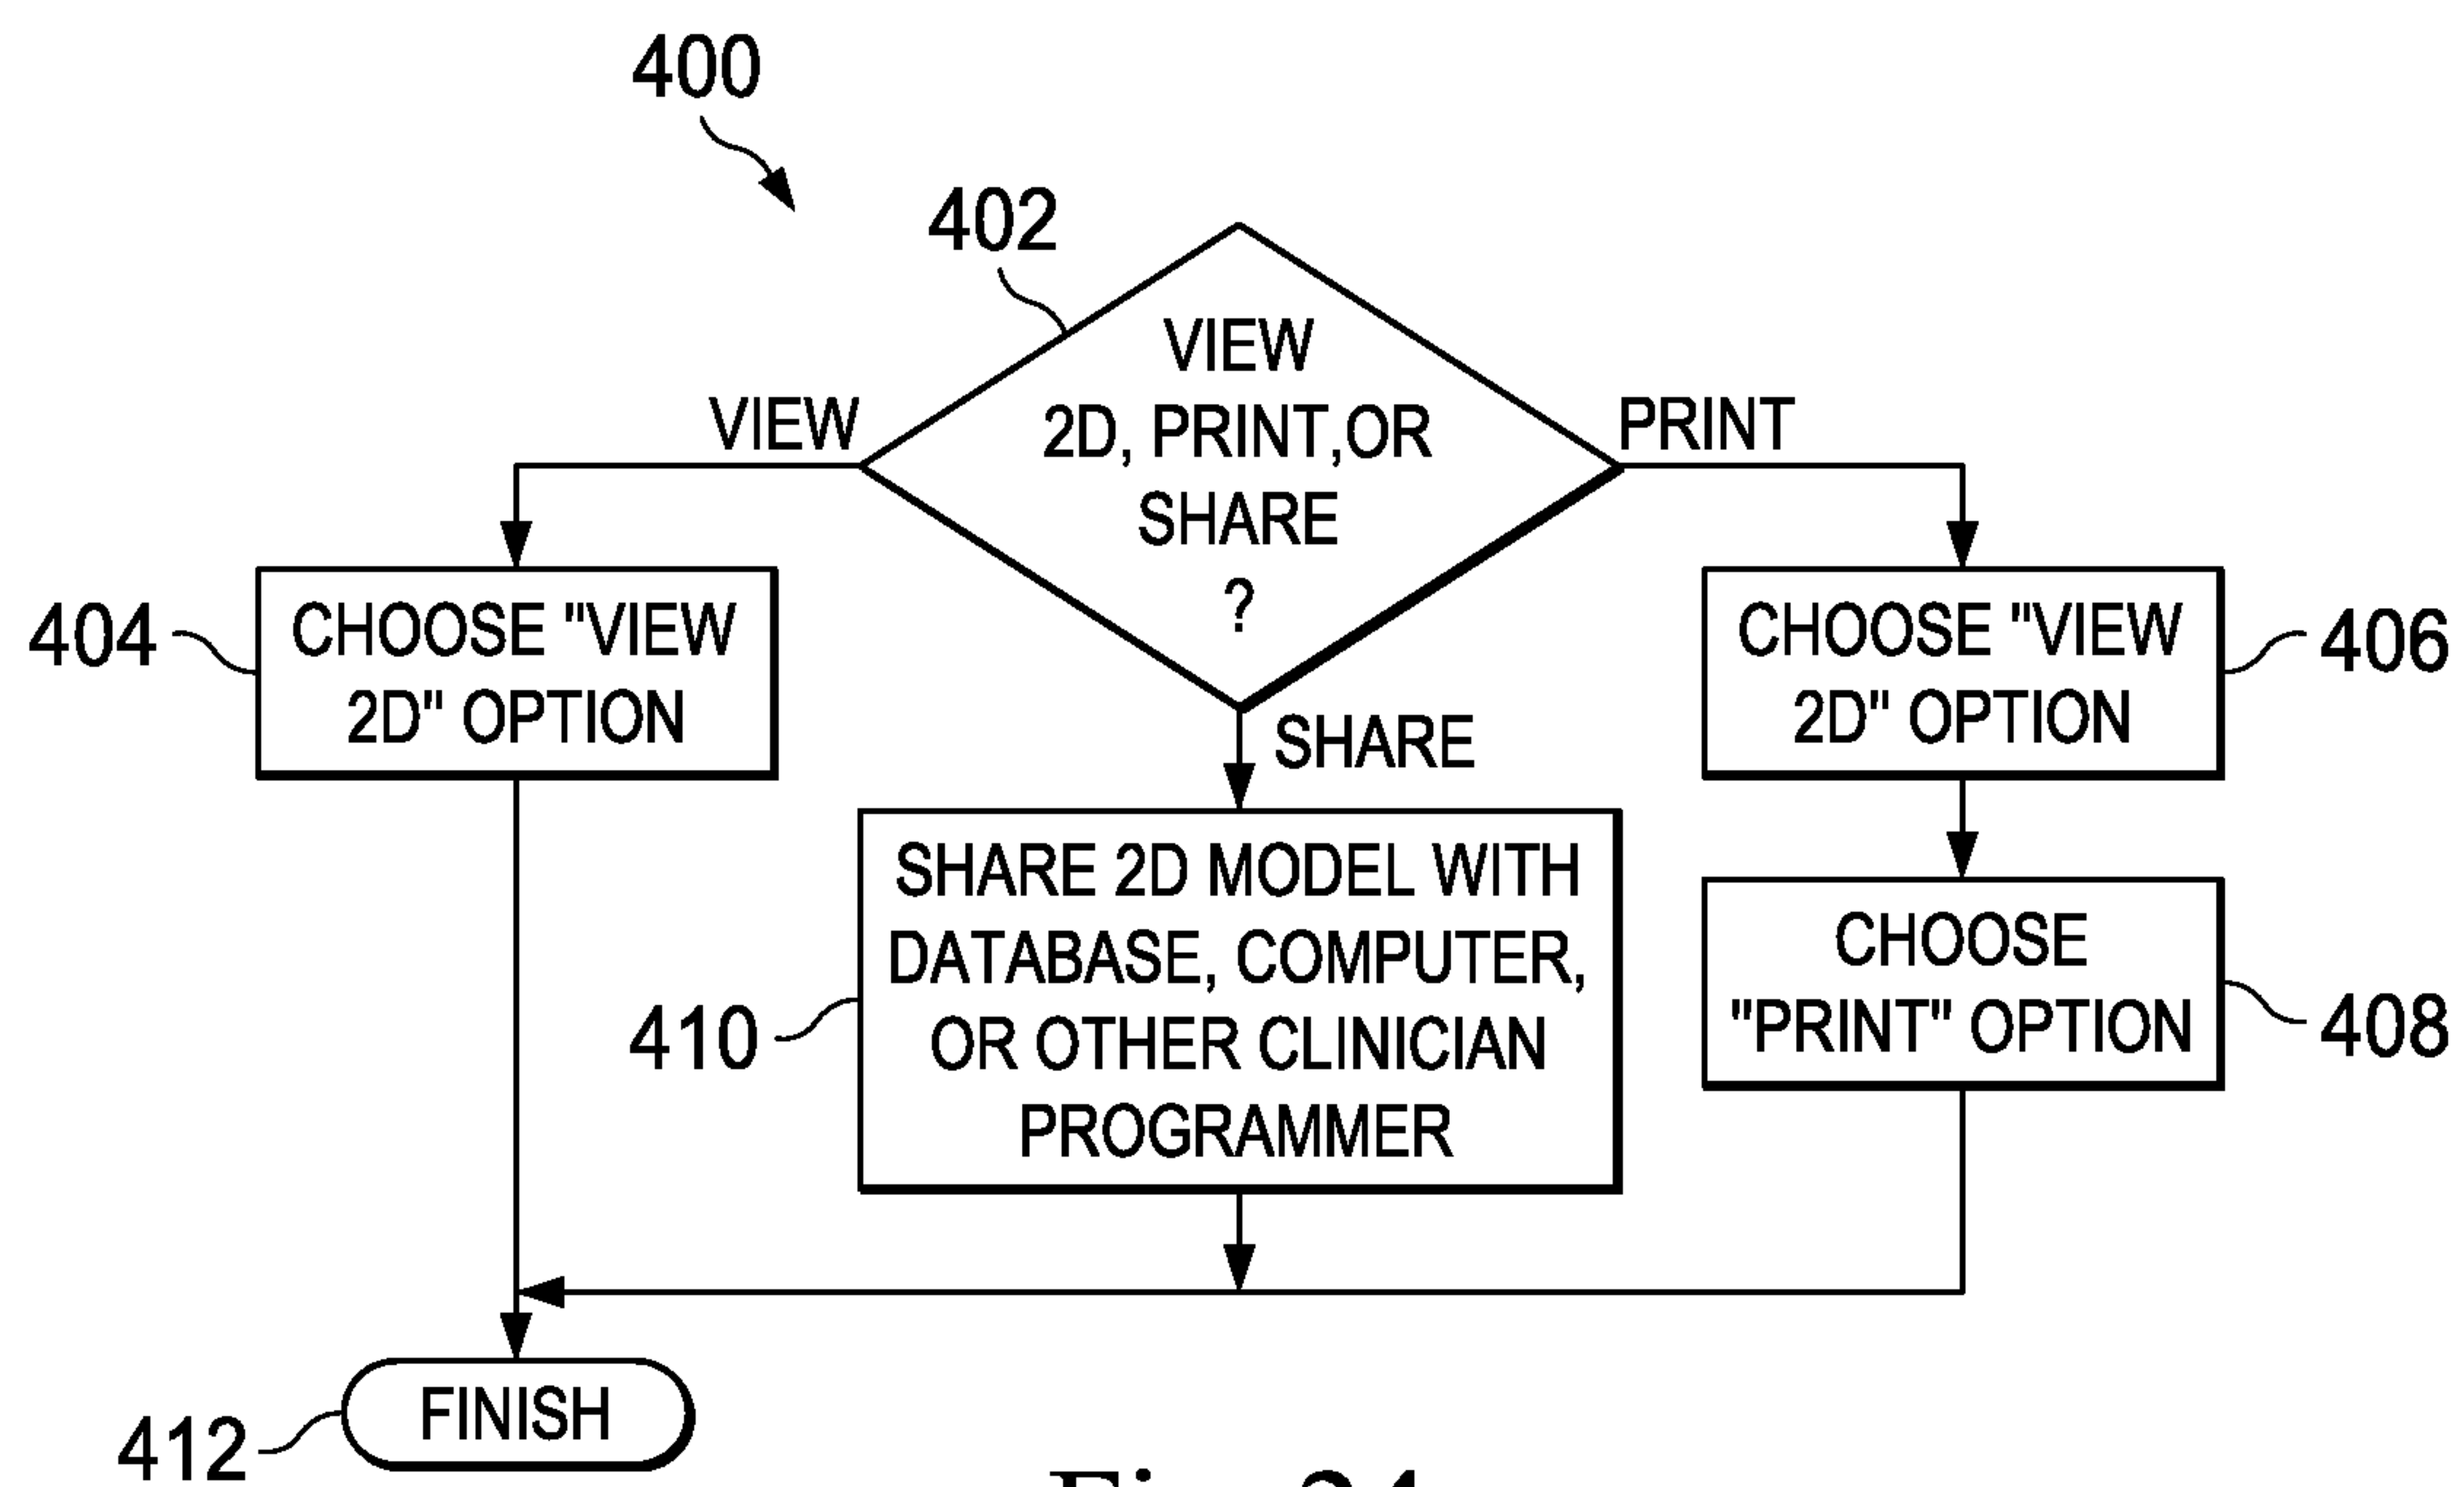 400
402
VIEW
2D, PRINT,OR
SHARE
?
VIEW
PRINT
SHARE
404
CHOOSE "VIEW
2D" OPTION
CHOOSE "VIEW
2D" OPTION
406
410
SHARE 2D MODEL WITH
DATABASE, COMPUTER,
OR OTHER CLINICIAN
PROGRAMMER
CHOOSE
"PRINT" OPTION
408
412
FINISH